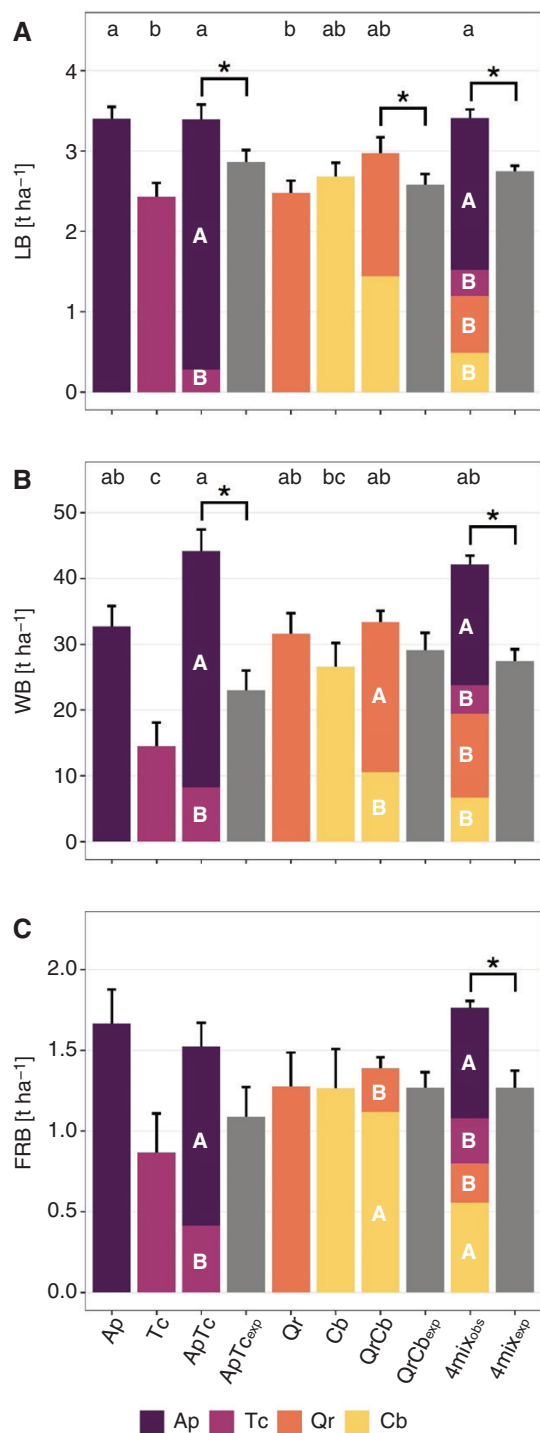 A a b a b ab ab a
* * *
4
3
2
1
0
LB [t ha⁻¹]
A
B
A
B
B
B
B ab c a ab bc ab ab
* *
50
40
30
20
10
0
WB [t ha⁻¹]
A
B
A
B
A
B
B
B
C
*
2.0
1.5
1.0
0.5
0.0
FRB [t ha⁻¹]
A
B
B
A
A
B
B
A
Ap Tc ApTc ApTcexp Qr Cb QrCb QrCbexp 4mixobs 4mixexp
Ap Tc Qr Cb